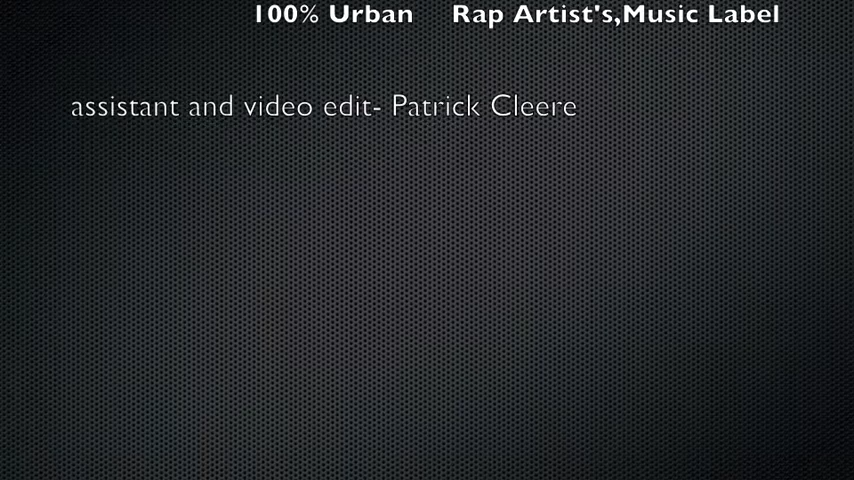 100% Urban Rap Artist's,Music Label
assistant and video edit- Patrick Cleere